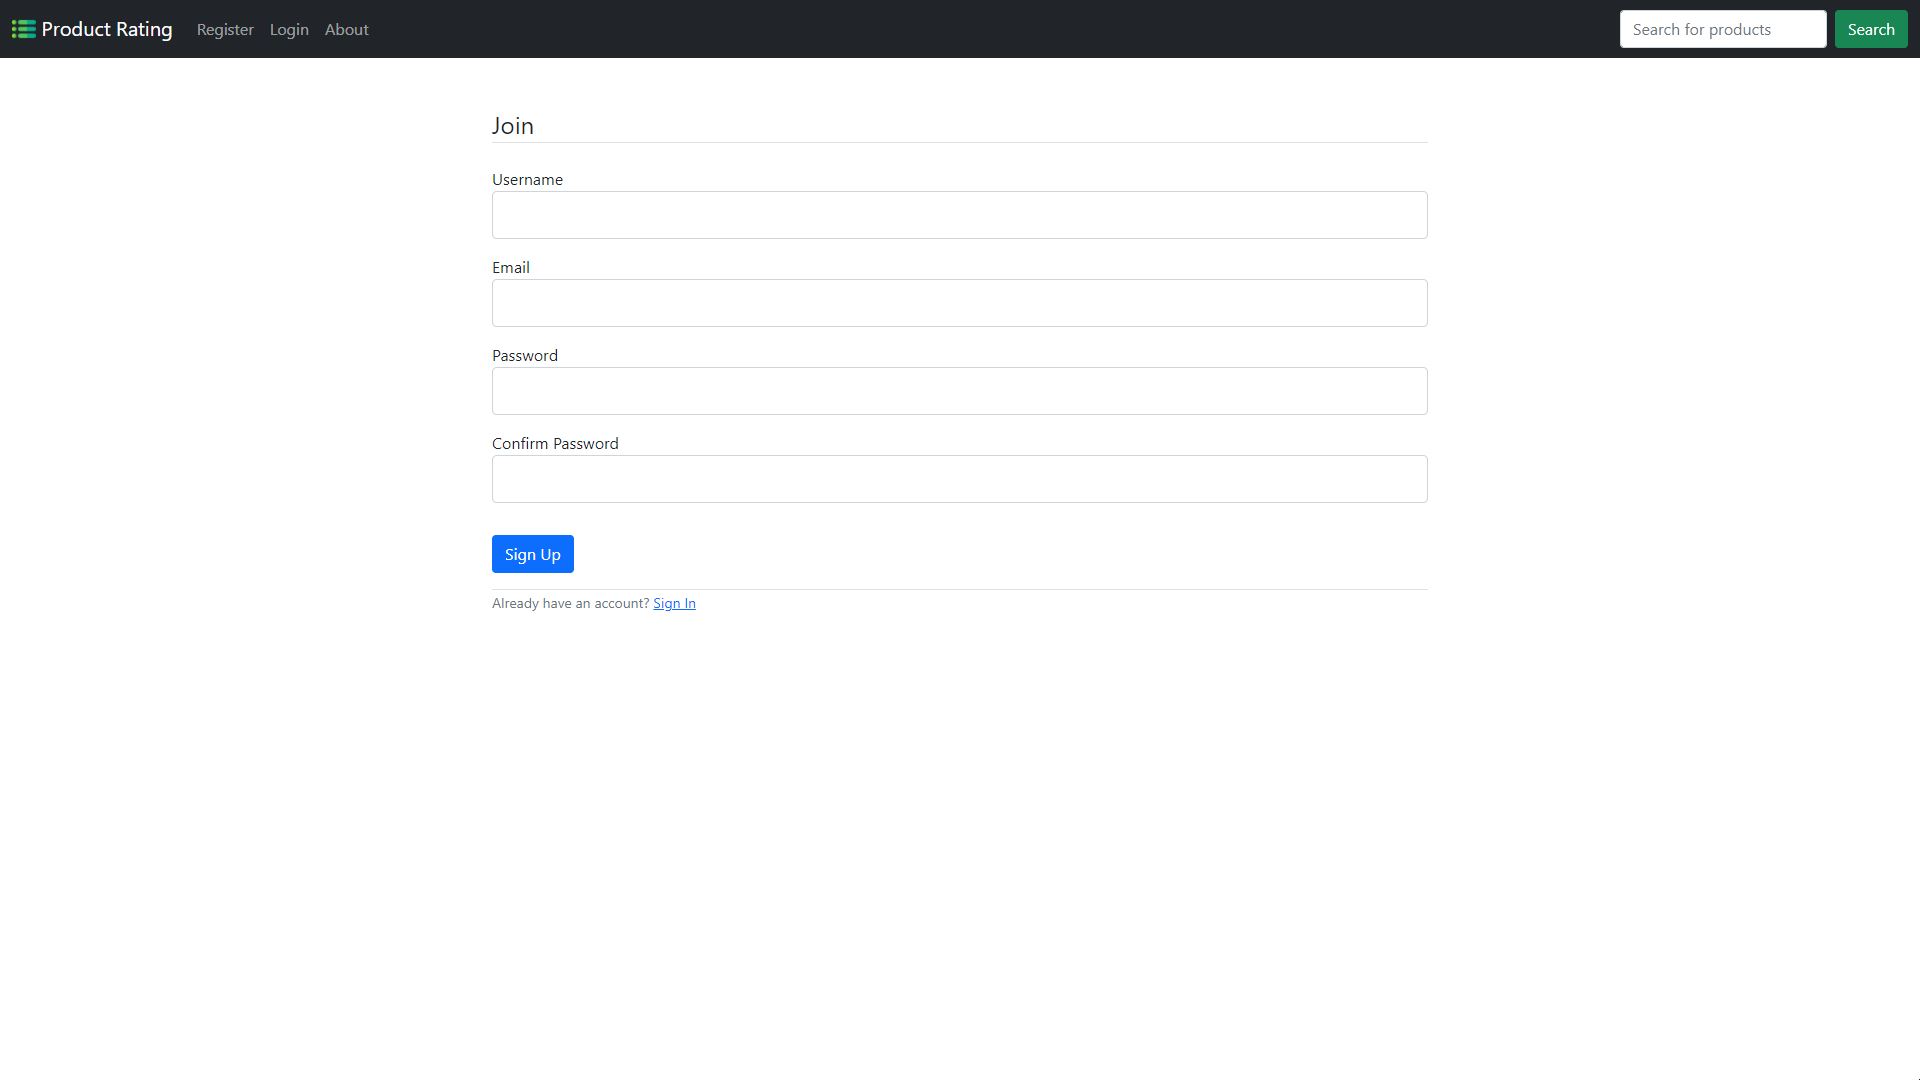 Product Rating Register Login About Search for products Search
Join
Username
Email
Password
Confirm Password
Sign Up
Already have an account? Sign In